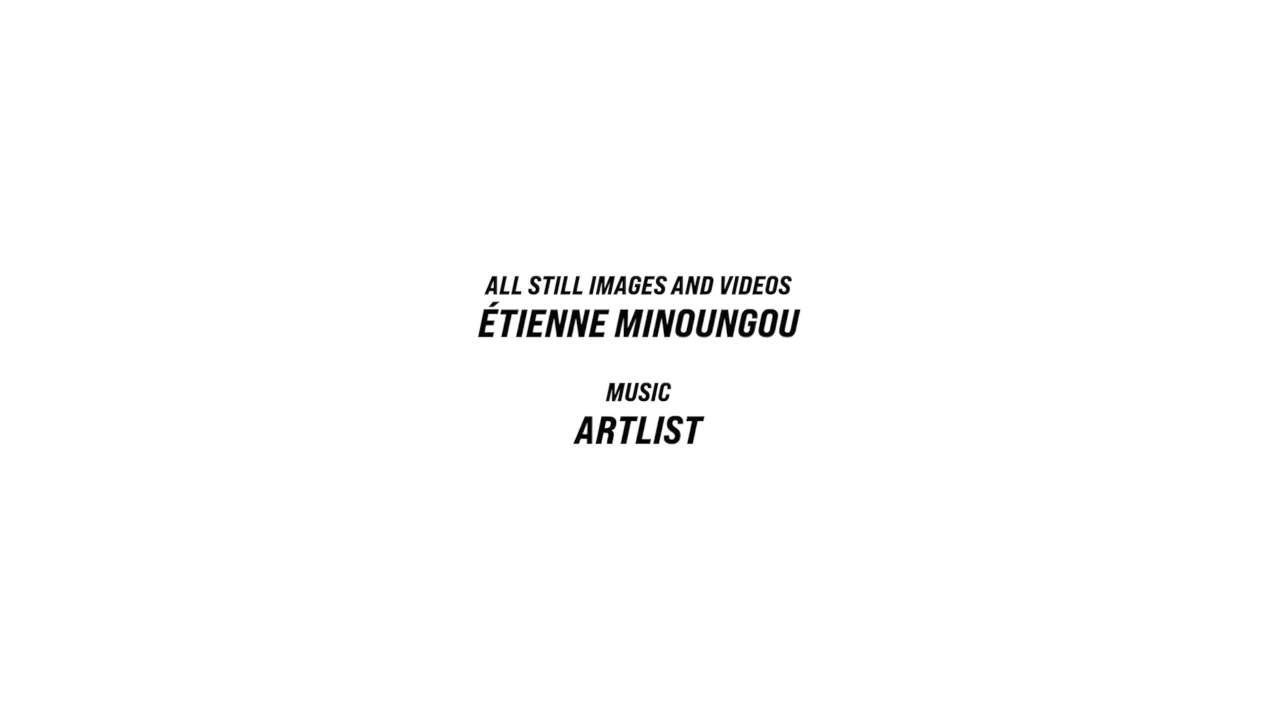 ALL STILL IMAGES AND VIDEOS
ÉTIENNE MINOUNGOU
MUSIC
ARTLIST